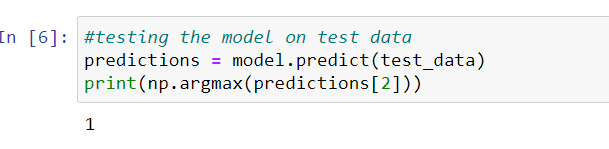 In [6]: #testing the model on test data
predictions = model.predict(test_data)
print(np.argmax(predictions[2]))
1